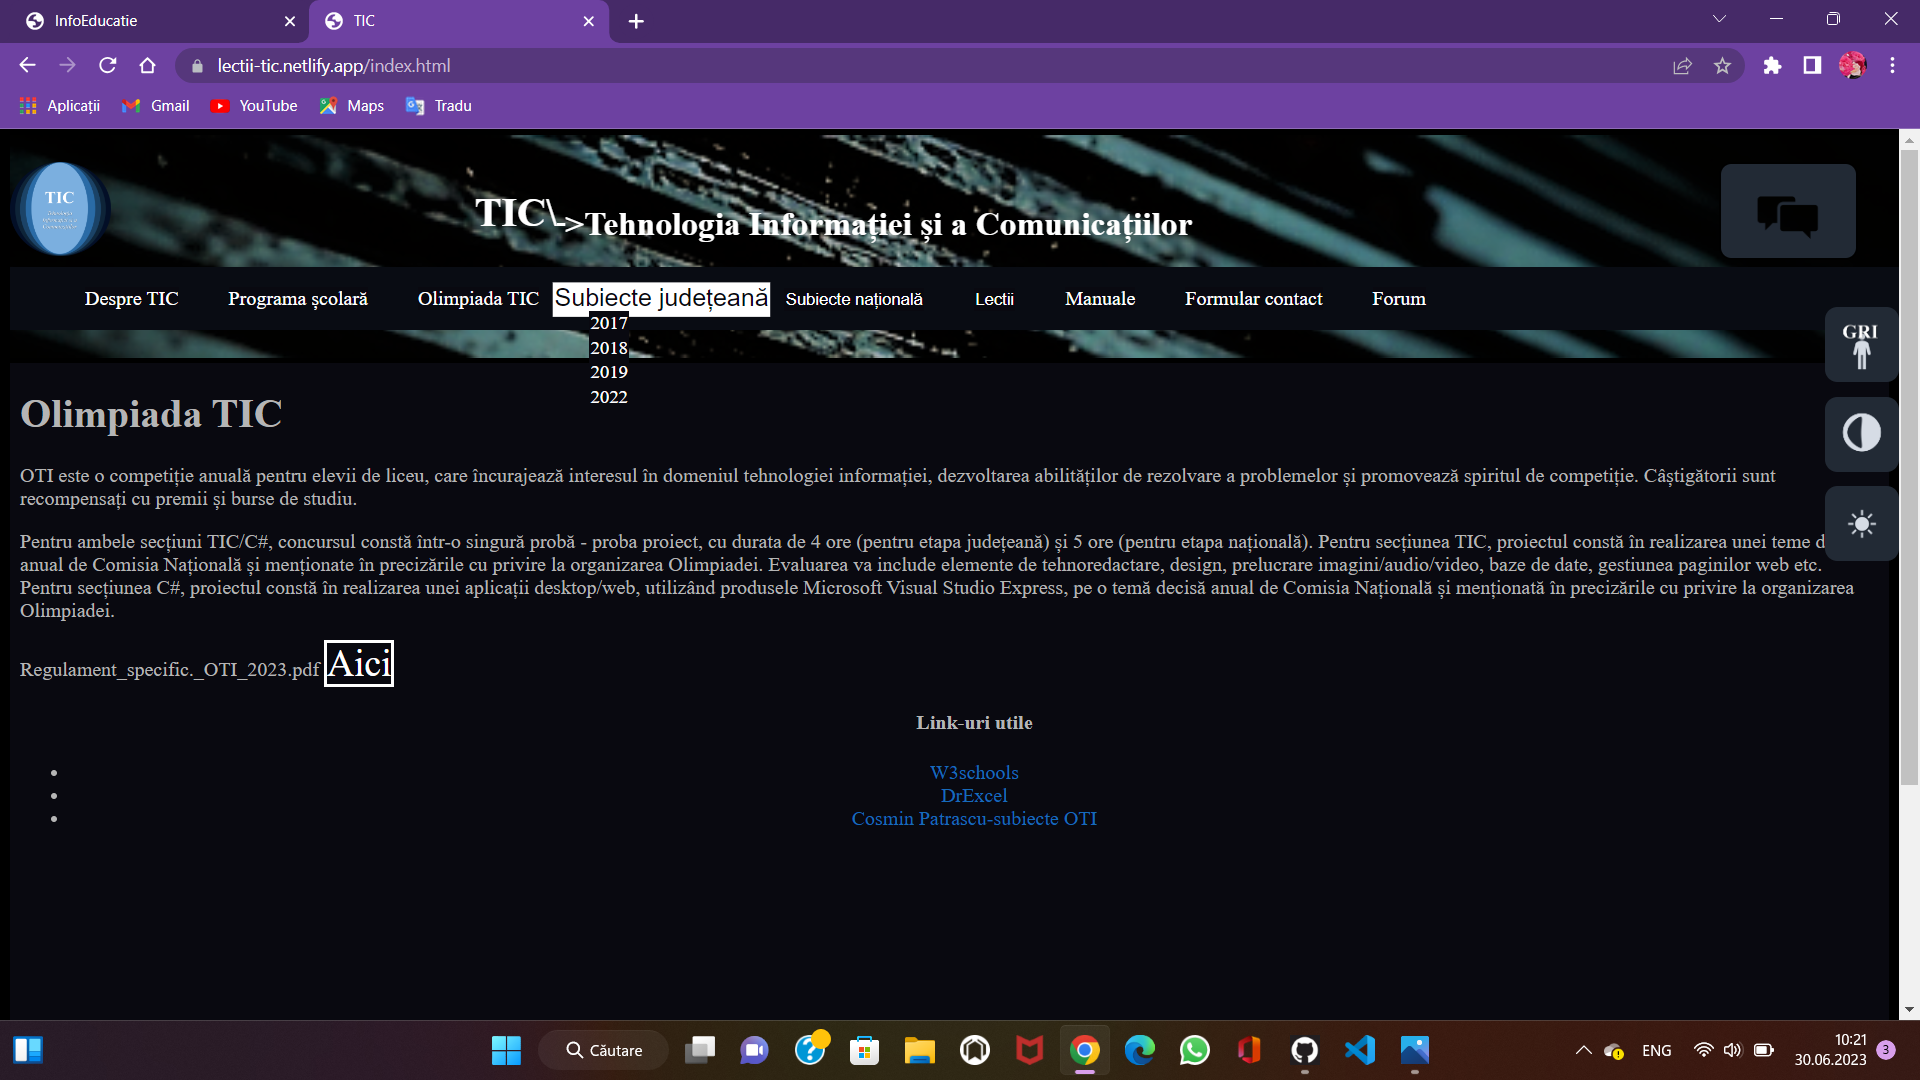 InfoEducatie
TIC
lectii-tic.netlify.app/index.html
Aplicații Gmail YouTube Maps Tradu
TIC
TIC\->Tehnologia Informației și a Comunicațiilor
Despre TIC Programa școlară Olimpiada TIC Subiecte județeană Subiecte națională Lectii Manuale Formular contact Forum
2017
2018
2019
2022
GRI
Olimpiada TIC
OTI este o competiție anuală pentru elevii de liceu, care încurajează interesul în domeniul tehnologiei informației, dezvoltarea abilităților de rezolvare a problemelor și promovează spiritul de competiție. Câștigătorii sunt
recompensați cu premii și burse de studiu.
Pentru ambele secțiuni TIC/C#, concursul constă într-o singură probă - proba proiect, cu durata de 4 ore (pentru etapa județeană) și 5 ore (pentru etapa națională). Pentru secțiunea TIC, proiectul constă în realizarea unei teme d
anual de Comisia Națională și menționate în precizările cu privire la organizarea Olimpiadei. Evaluarea va include elemente de tehnoredactare, design, prelucrare imagini/audio/video, baze de date, gestiunea paginilor web etc.
Pentru secțiunea C#, proiectul constă în realizarea unei aplicații desktop/web, utilizând produsele Microsoft Visual Studio Express, pe o temă decisă anual de Comisia Națională și menționată în precizările cu privire la organizarea
Olimpiadei.
Regulament_specific._OTI_2023.pdf Aici
Link-uri utile
W3schools
DrExcel
Cosmin Patrascu-subiecte OTI
Căutare
ENG
10:21
30.06.2023
3